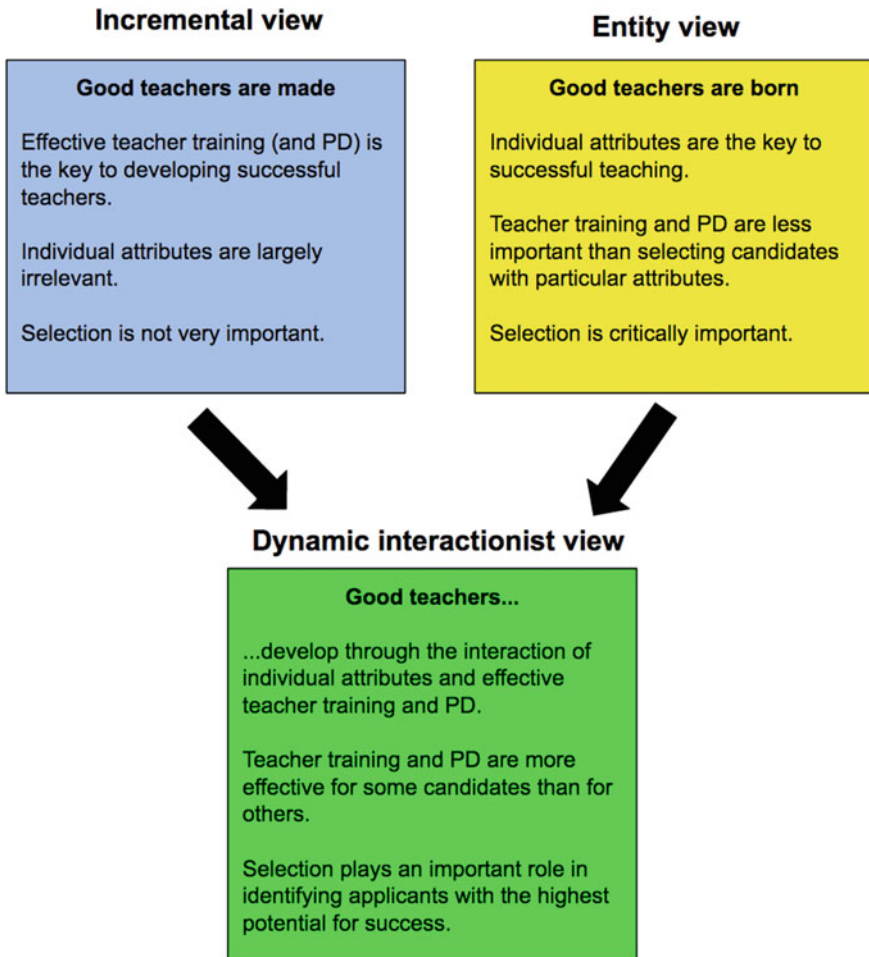 Incremental view
Good teachers are made
Effective teacher training (and PD) is
the key to developing successful
teachers.
Individual attributes are largely
irrelevant.
Selection is not very important.
Entity view
Good teachers are born
Individual attributes are the key to
successful teaching.
Teacher training and PD are less
important than selecting candidates
with particular attributes.
Selection is critically important.
Dynamic interactionist view
Good teachers...
...develop through the interaction of
individual attributes and effective
teacher training and PD.
Teacher training and PD are more
effective for some candidates than for
others.
Selection plays an important role in
identifying applicants with the highest
potential for success.